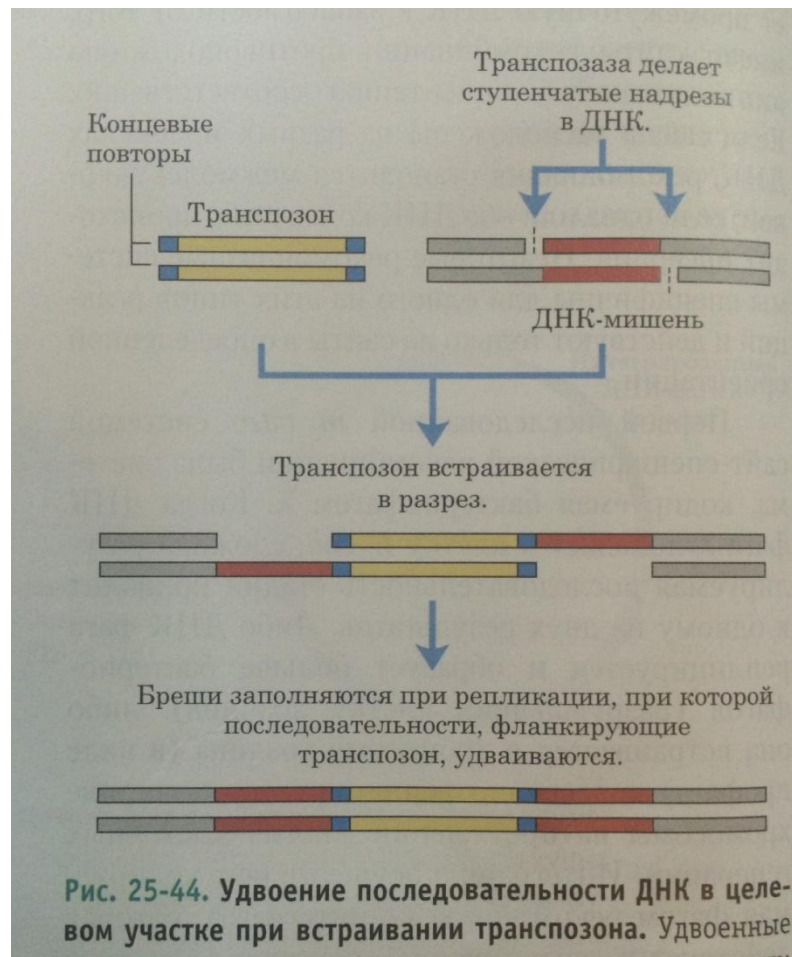 Транспозаза делает
ступенчатые надрезы
в ДНК.
Концевые
повторы
Транспозон
ДНК-мишень
Транспозон встраивается
в разрез.
Бреши заполняются при репликации, при которой
последовательности, фланкирующие
транспозон, удваиваются.
Рис. 25-44. Удвоение последовательности ДНК в целе-
вом участке при встраивании транспозона. Удвоенные